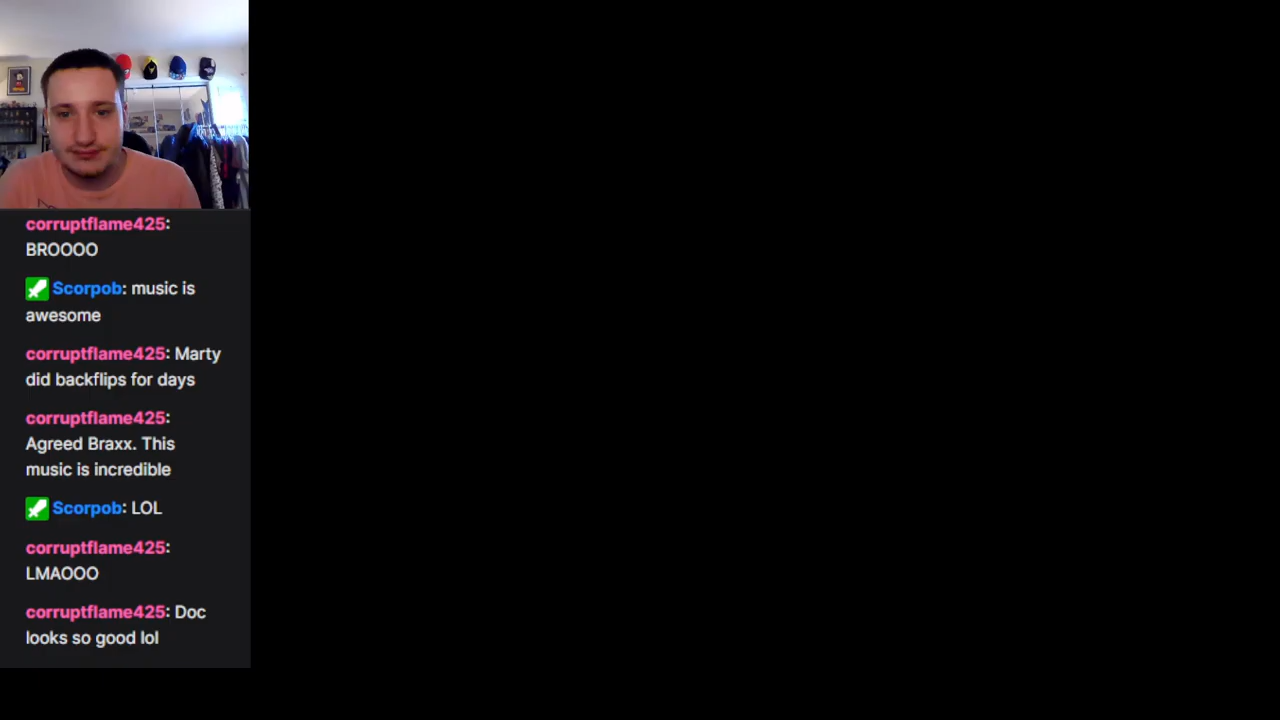 corruptflame425:
BROOOO
Scorpob: music is
awesome
corruptflame425: Marty
did backflips for days
corruptflame425:
Agreed Braxx. This
music is incredible
Scorpob: LOL
corruptflame425:
LMAOOO
corruptflame425: Doc
looks so good lol